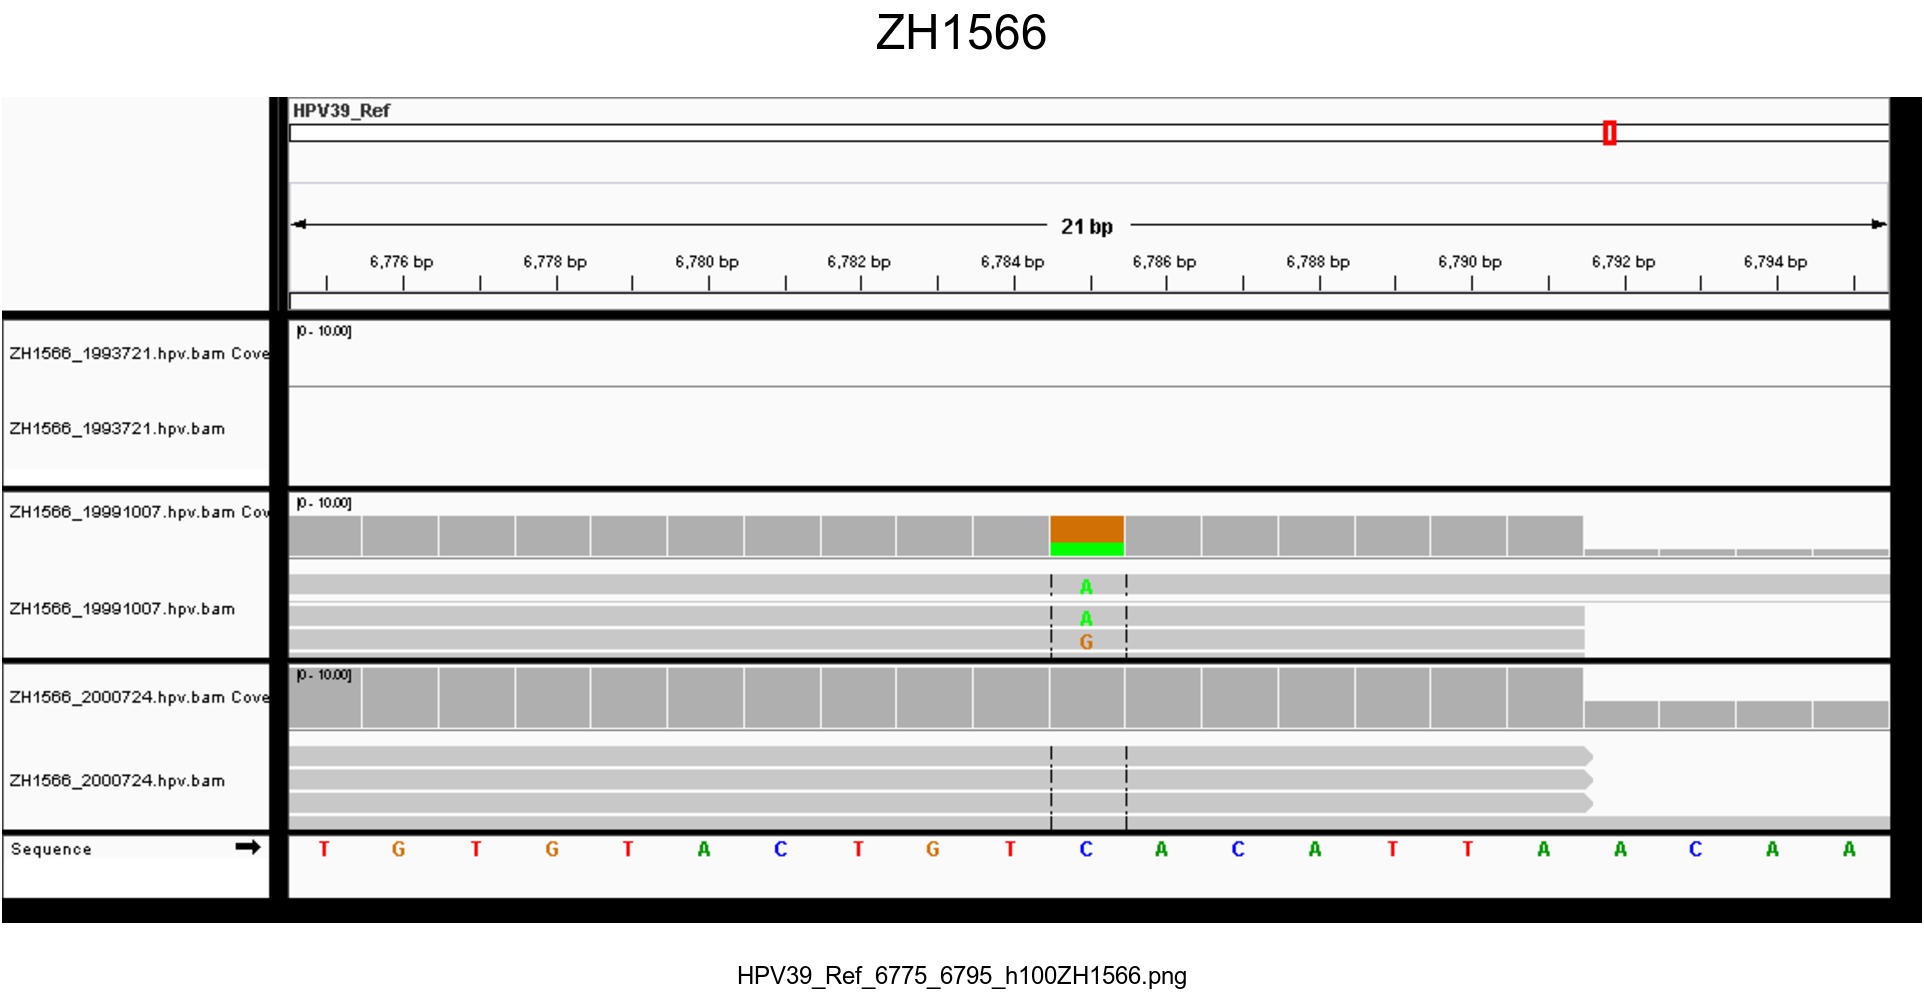 ZH1566
HPV39_Ref
21 bp
6,776 bp 6,778 bp 6,780 bp 6,782 bp 6,784 bp 6,786 bp 6,788 bp 6,790 bp 6,792 bp 6,794 bp
[0 - 10.00]
ZH1566_1993721.hpv.bam Cove
ZH1566_1993721.hpv.bam
[0 - 10.00]
ZH1566_19991007.hpv.bam Cov
A
ZH1566_19991007.hpv.bam
A
G
[0 - 10.00]
ZH1566_2000724.hpv.bam Cove
ZH1566_2000724.hpv.bam
Sequence T G T G T A C T G T C A C A T T A A C A A
HPV39_Ref_6775_6795_h100ZH1566.png